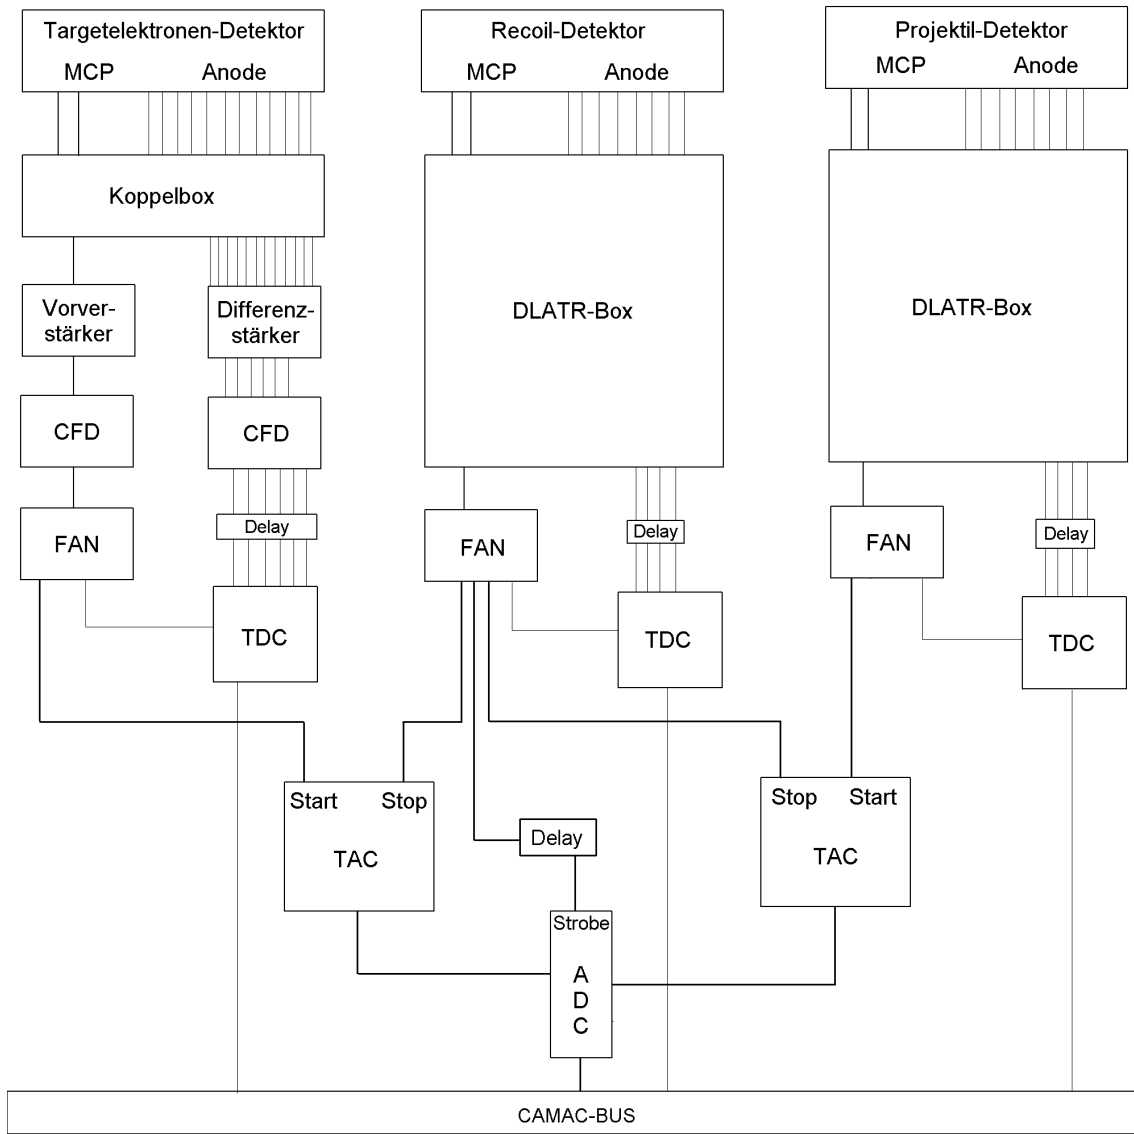 Targetelektronen-Detektor
MCP Anode
Recoil-Detektor
MCP Anode
Projektil-Detektor
MCP Anode
Koppelbox
DLATR-Box
DLATR-Box
Vorver-
stärker
Differenz-
stärker
CFD
CFD
FAN
Delay
TDC
FAN
Delay
TDC
FAN
Delay
TDC
Start Stop
TAC
Stop Start
TAC
Delay
Strobe
A
D
C
CAMAC-BUS